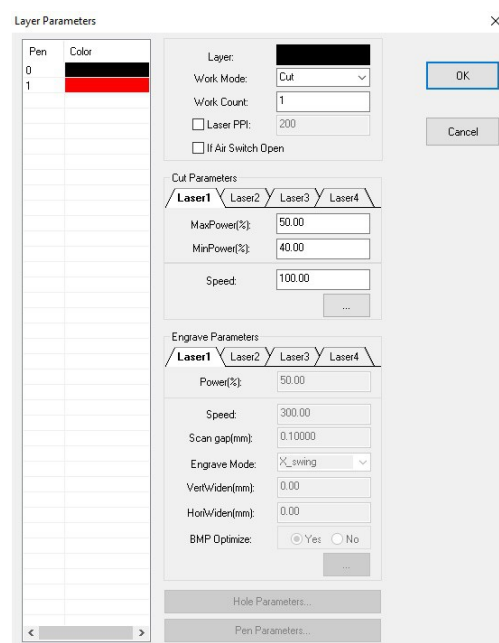 Layer Parameters
Pen Color
0
1
Layer:
Work Mode: Cut
Work Count: 1
Laser PPI: 200
If Air Switch Open
OK
Cancel
Cut Parameters
Laser1 Laser2 Laser3 Laser4
MaxPower(%): 50.00
MinPower(%): 40.00
Speed: 100.00
...
Engrave Parameters
Laser1 Laser2 Laser3 Laser4
Power(%): 50.00
Speed: 300.00
Scan gap(mm): 0.10000
Engrave Mode: X_swing
VertWiden(mm): 0.00
HoriWiden(mm): 0.00
BMP Optimize: Yes No
...
Hole Parameters...
Pen Parameters...